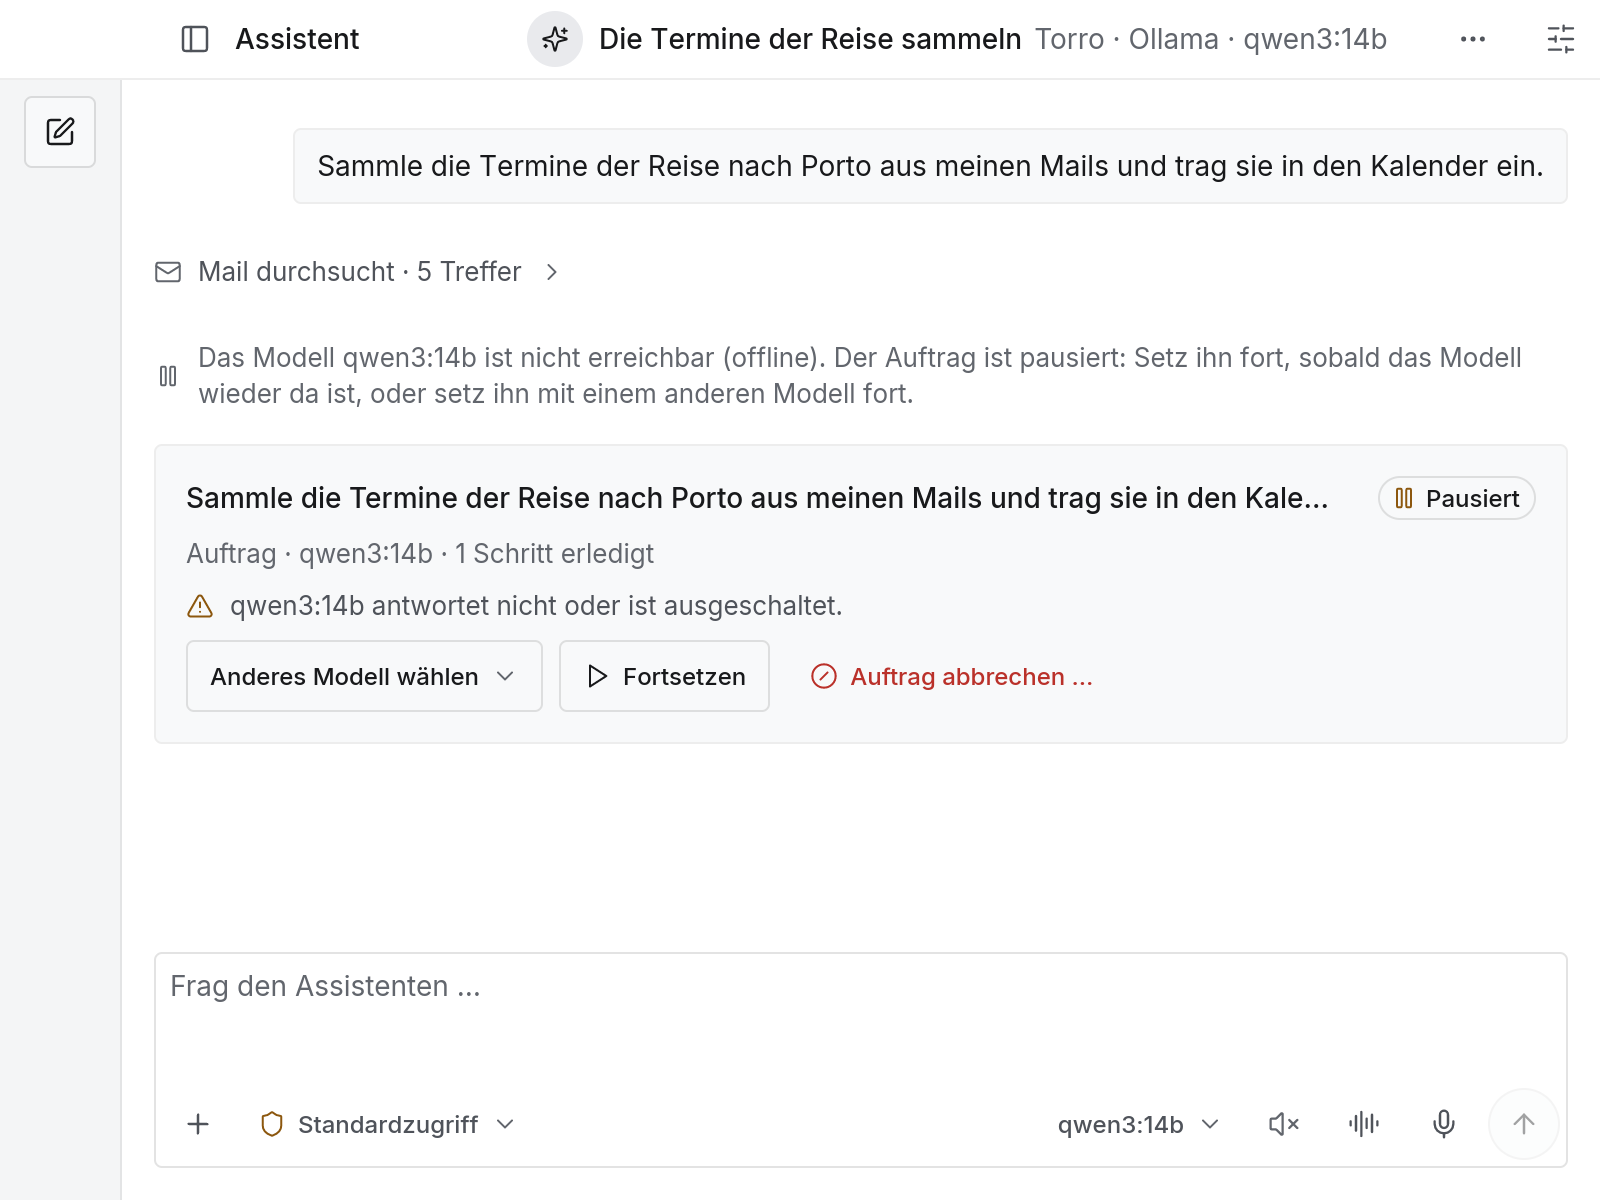 Assistent
Die Termine der Reise sammeln Torro · Ollama · qwen3:14b
Sammle die Termine der Reise nach Porto aus meinen Mails und trag sie in den Kalender ein.
Mail durchsucht · 5 Treffer
Das Modell qwen3:14b ist nicht erreichbar (offline). Der Auftrag ist pausiert: Setz ihn fort, sobald das Modell
wieder da ist, oder setz ihn mit einem anderen Modell fort.
Sammle die Termine der Reise nach Porto aus meinen Mails und trag sie in den Kale...
Pausiert
Auftrag · qwen3:14b · 1 Schritt erledigt
qwen3:14b antwortet nicht oder ist ausgeschaltet.
Anderes Modell wählen
Fortsetzen
Auftrag abbrechen ...
Frag den Assistenten ...
Standardzugriff
qwen3:14b